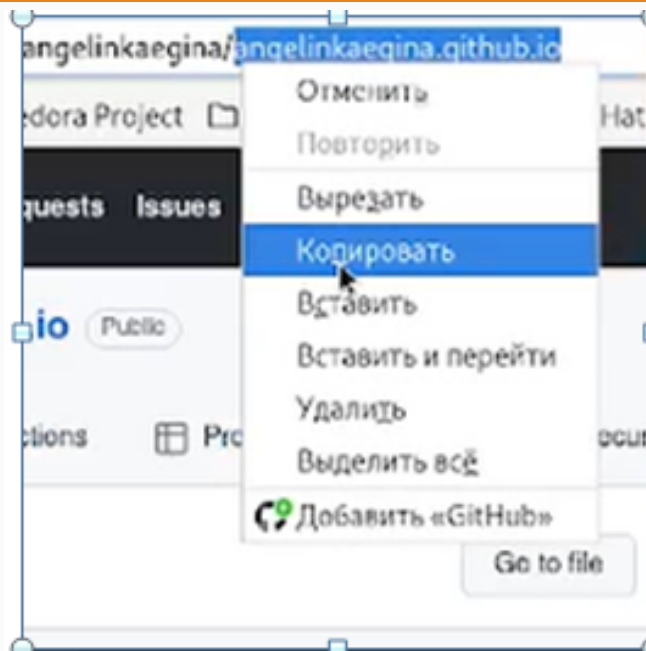 angelinkaegina/angelinkaegina.github.io
edora Project
Hat
quests Issues
io Public
ctions Pro
ocu
Отменить
Повторить
Вырезать
Копировать
Вставить
Вставить и перейти
Удалить
Выделить всё
Добавить «GitHub»
Go to file